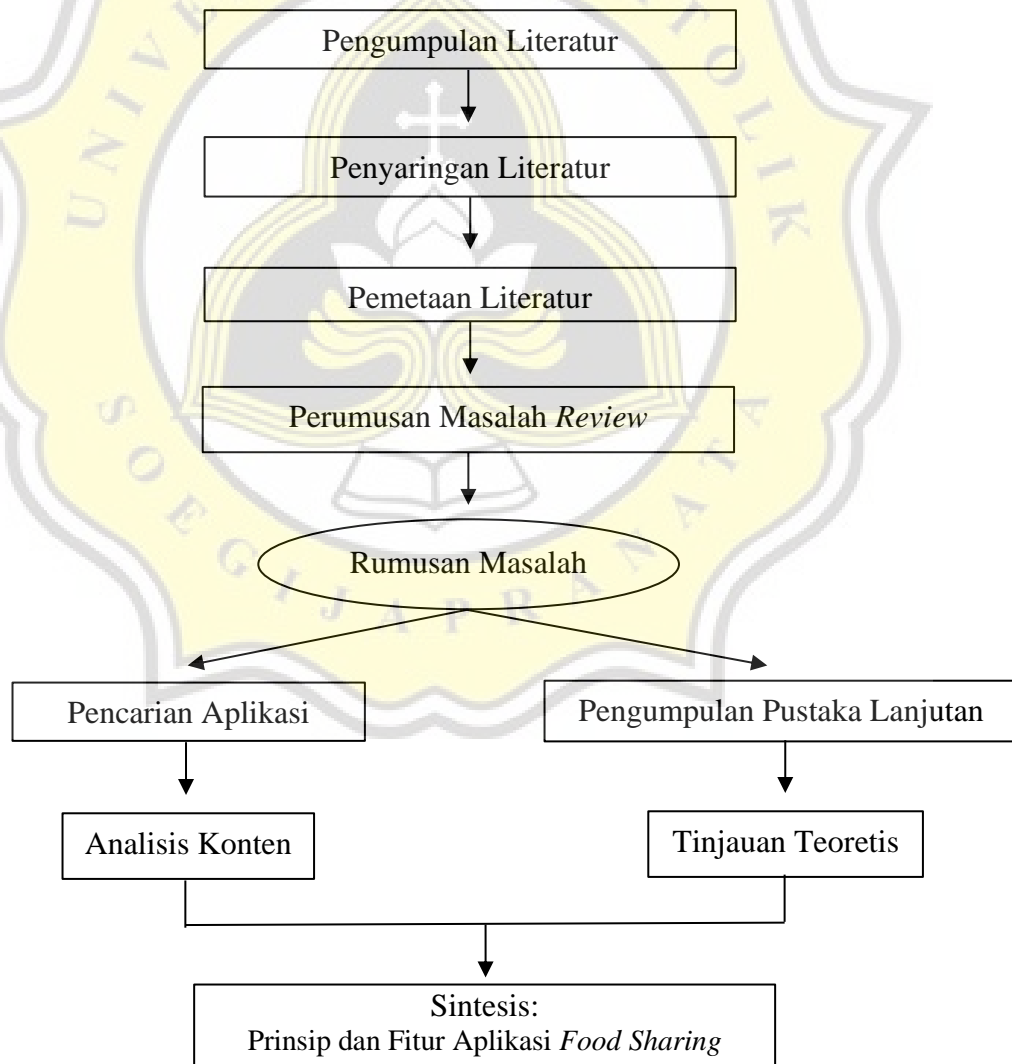 Pengumpulan Literatur
Penyaringan Literatur
Pemetaan Literatur
Perumusan Masalah Review
Rumusan Masalah
Pencarian Aplikasi
Pengumpulan Pustaka Lanjutan
Analisis Konten
Tinjauan Teoretis
Sintesis:
Prinsip dan Fitur Aplikasi Food Sharing
SOEGIJAPRANATA